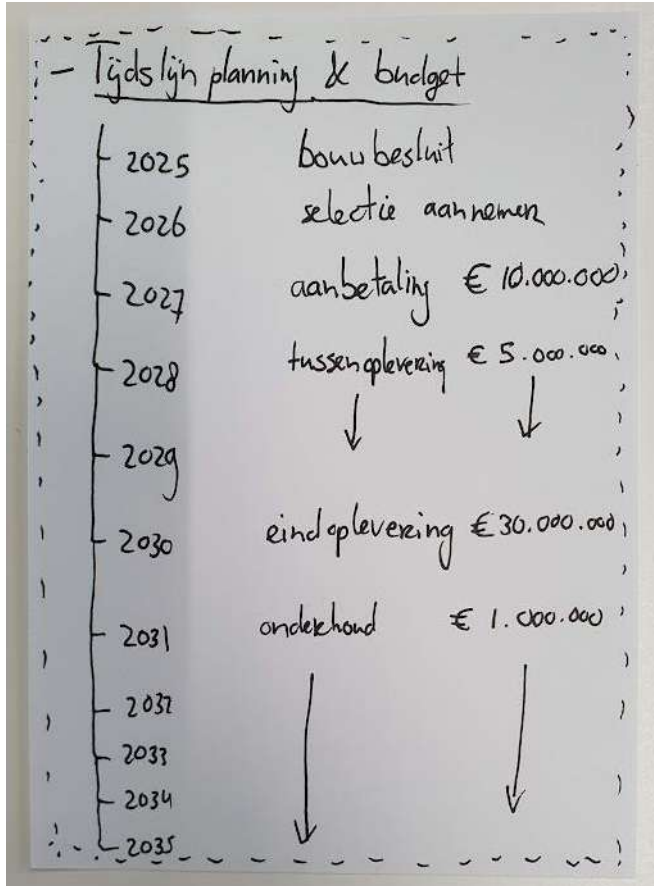 - Tijdslijn planning & budget
2025 bouwbesluit
2026 selectie aannemer
2027 aanbetaling € 10.000.000
2028 tussenoplevering € 5.000.000
2029
2030 eindoplevering € 30.000.000
2031 onderhoud € 1.000.000
2032
2033
2034
2035